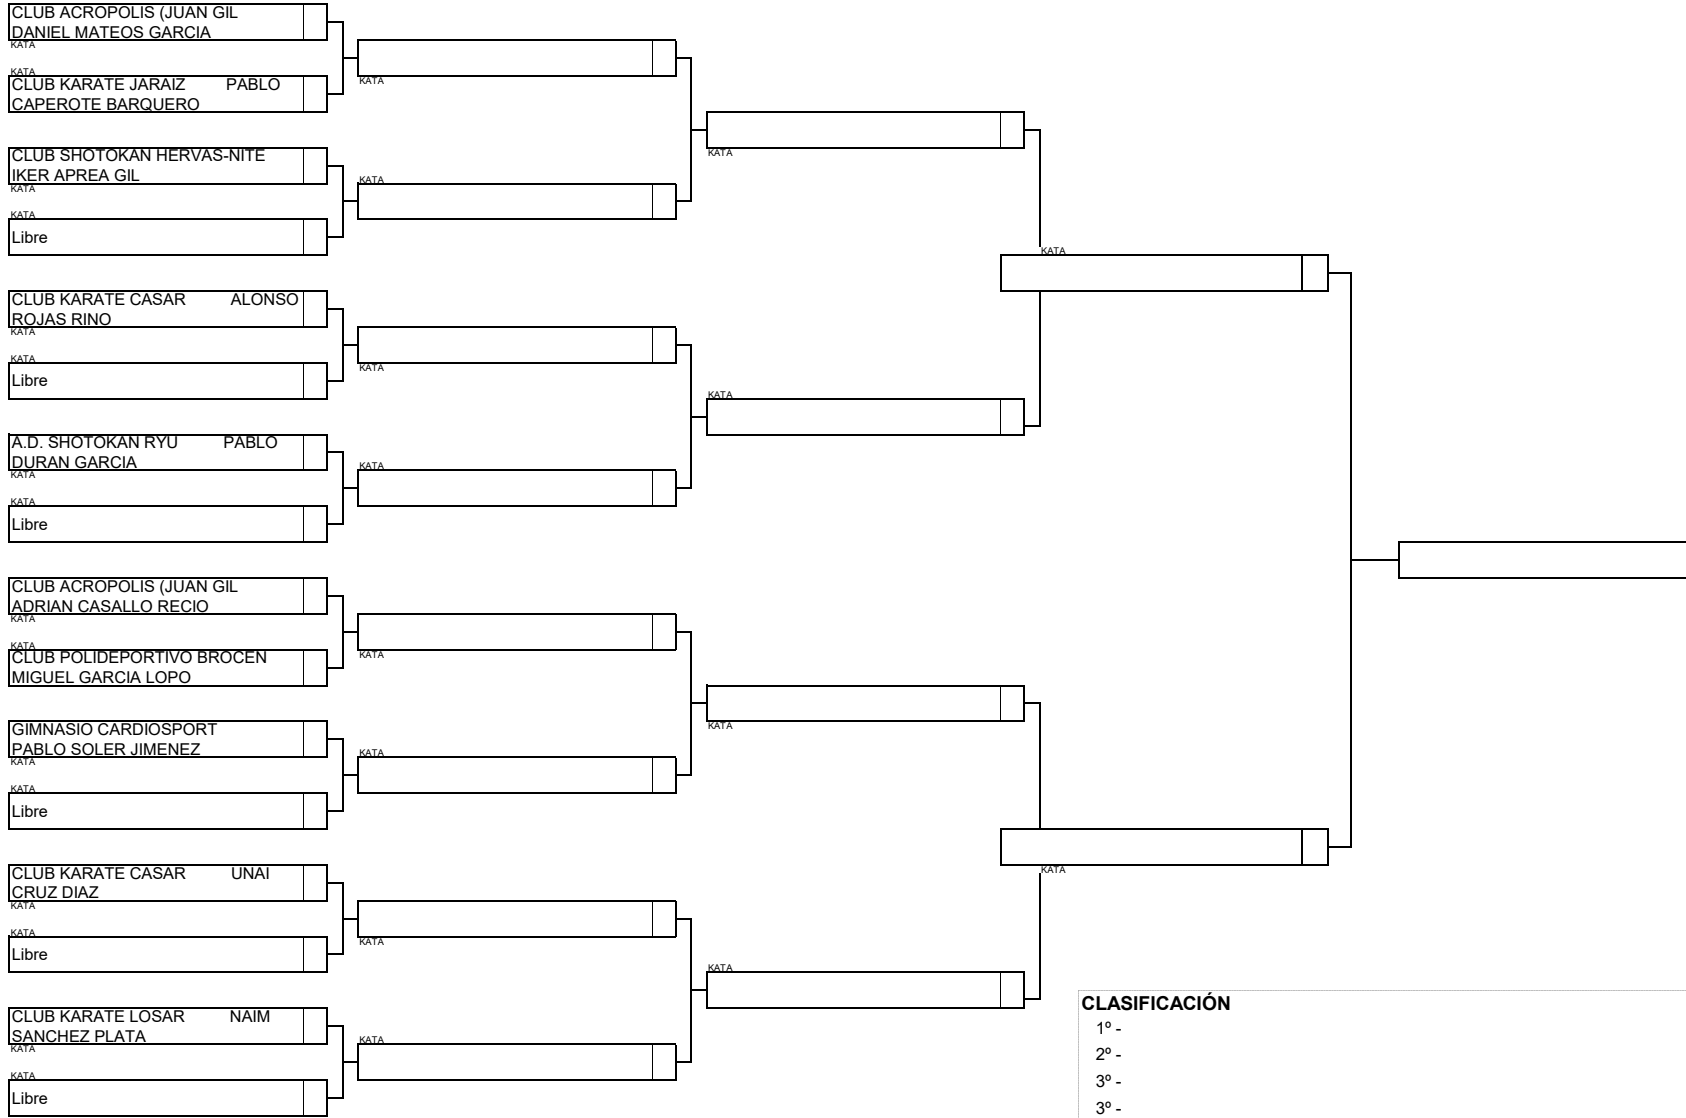 CLUB ACROPOLIS (JUAN GIL
DANIEL MATEOS GARCIA
KATA
KATA
CLUB KARATE JARAIZ PABLO
CAPEROTE BARQUERO
CLUB SHOTOKAN HERVAS-NITE
IKER APREA GIL
KATA
KATA
Libre
CLUB KARATE CASAR ALONSO
ROJAS RINO
KATA
KATA
Libre
A.D. SHOTOKAN RYU PABLO
DURAN GARCIA
KATA
KATA
Libre
CLUB ACROPOLIS (JUAN GIL
ADRIAN CASALLO RECIO
KATA
KATA
CLUB POLIDEPORTIVO BROCEN
MIGUEL GARCIA LOPO
GIMNASIO CARDIOSPORT
PABLO SOLER JIMENEZ
KATA
KATA
Libre
CLUB KARATE CASAR UNAI
CRUZ DIAZ
KATA
KATA
Libre
CLUB KARATE LOSAR NAIM
SANCHEZ PLATA
KATA
KATA
Libre
KATA
KATA
KATA
KATA
KATA
KATA
KATA
KATA
KATA
KATA
KATA
KATA
KATA
KATA
CLASIFICACIÓN
1º -
2º -
3º -
3º -